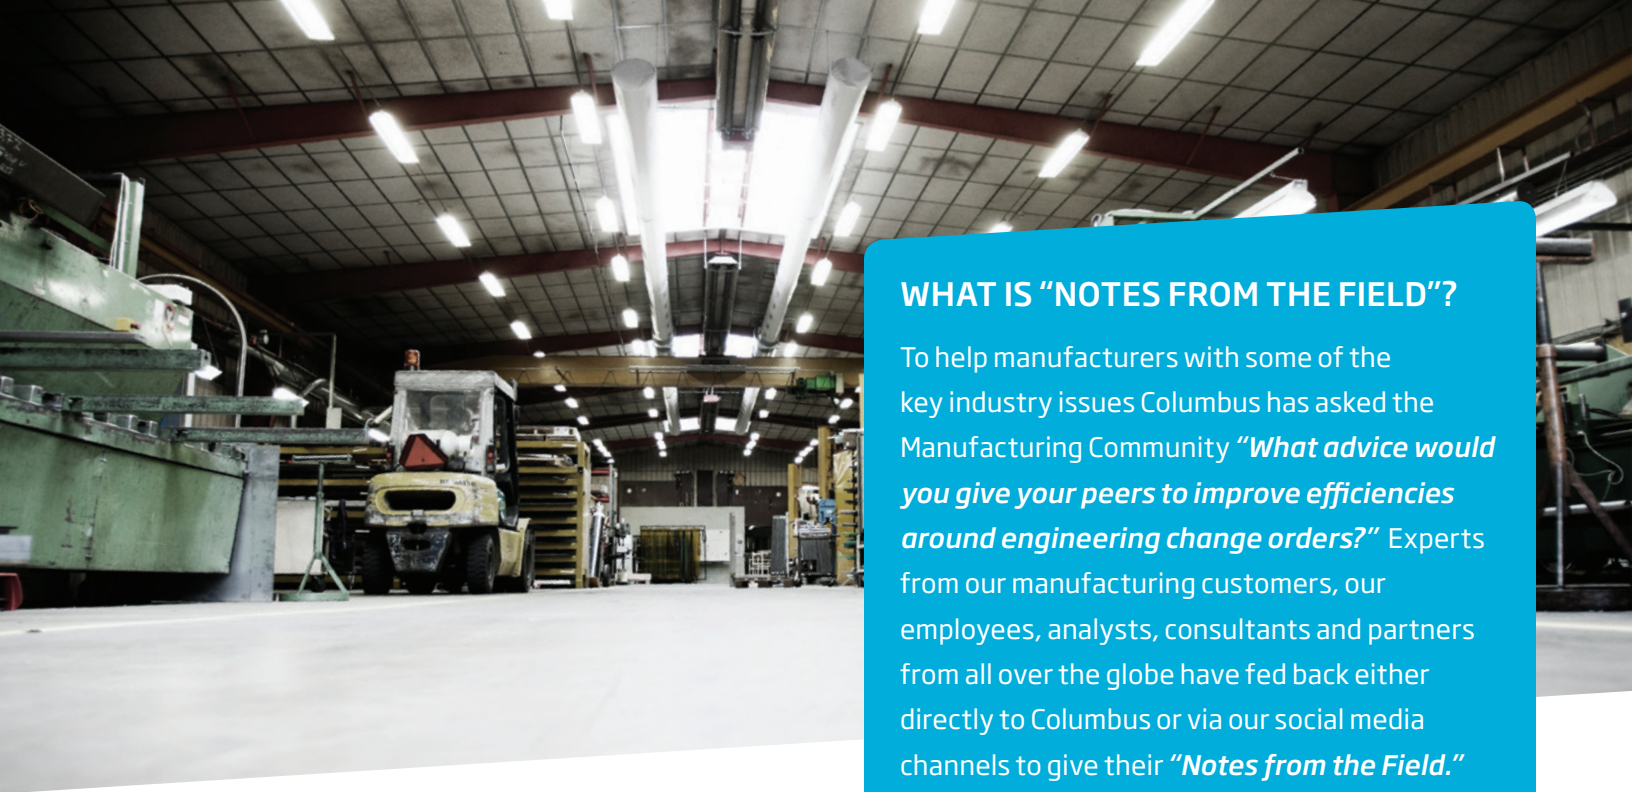 WHAT IS “NOTES FROM THE FIELD”?
To help manufacturers with some of the
key industry issues Columbus has asked the
Manufacturing Community “What advice would
you give your peers to improve efficiencies
around engineering change orders?” Experts
from our manufacturing customers, our
employees, analysts, consultants and partners
from all over the globe have fed back either
directly to Columbus or via our social media
channels to give their “Notes from the Field.”